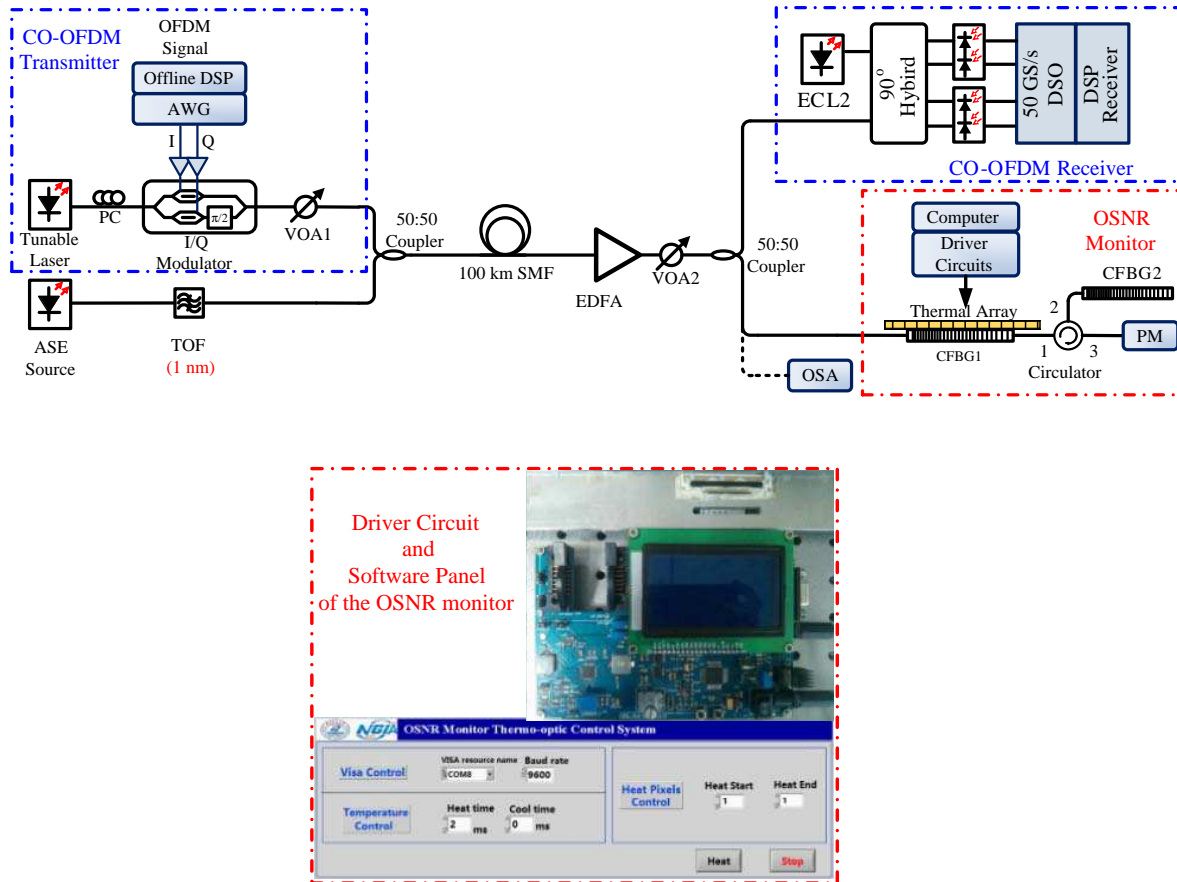 CO-OFDM
Transmitter
OFDM
Signal
Offline DSP
AWG
I
Q
PC
π/2
Tunable
Laser
I/Q
Modulator
VOA1
ASE
Source
TOF
(1 nm)
50:50
Coupler
100 km SMF
EDFA
VOA2
50:50
Coupler
ECL2
90o
Hybird
50 GS/s
DSO
DSP
Receiver
CO-OFDM Receiver
Computer
Driver
Circuits
OSNR
Monitor
CFBG2
Thermal Array
CFBG1
1
2
3
Circulator
PM
OSA
Driver Circuit
and
Software Panel
of the OSNR monitor
OSNR Monitor Thermo-optic Control System
Visa Control
VISA resource name
COM8
Baud rate
9600
Temperature
Control
Heat time
2 ms
Cool time
0 ms
Heat Pixels
Control
Heat Start
1
Heat End
1
Heat
Stop